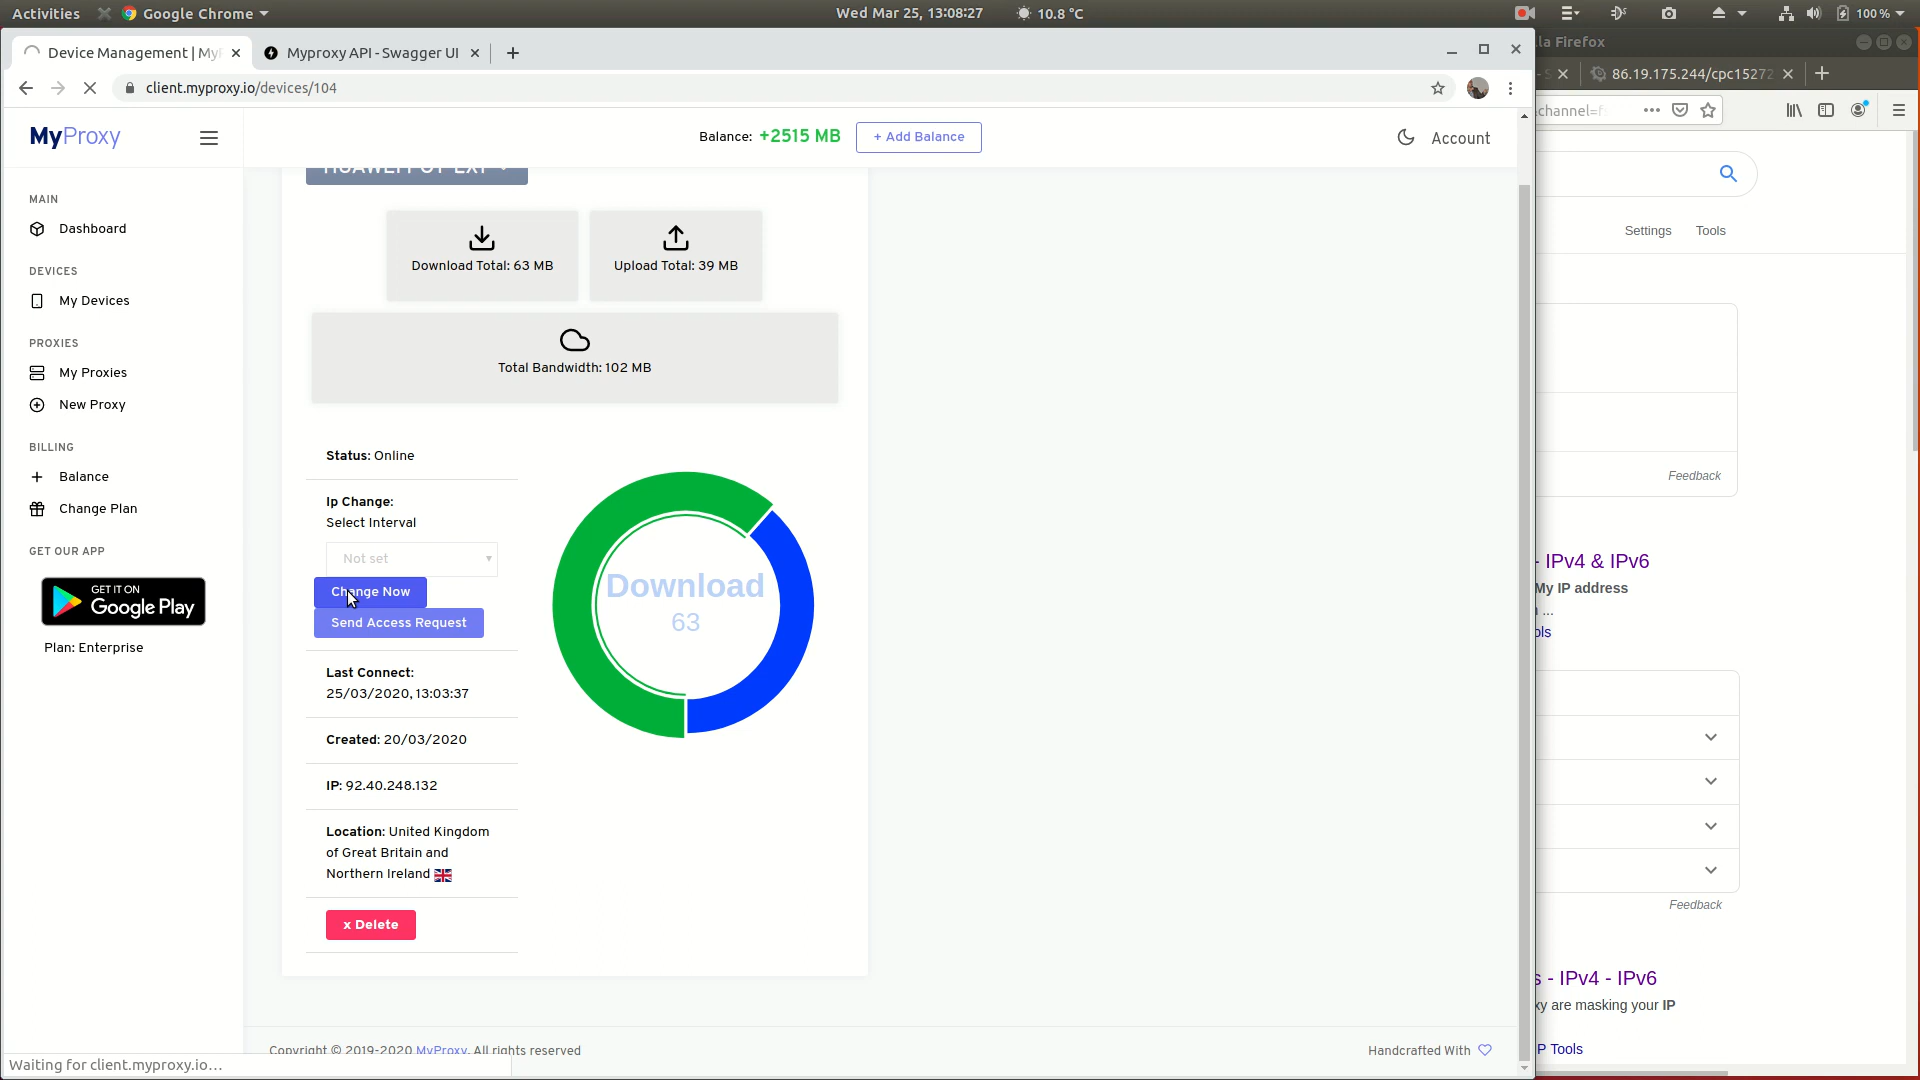 Activities
Google Chrome
Wed Mar 25, 13:08:27
10.8 °C
100 %
Device Management | My
Myproxy API - Swagger UI
client.myproxy.io/devices/104
MyProxy
Balance: +2515 MB
+ Add Balance
Account
MAIN
Dashboard
DEVICES
My Devices
PROXIES
My Proxies
New Proxy
BILLING
Balance
Change Plan
GET OUR APP
GET IT ON
Google Play
Plan: Enterprise
Download Total: 63 MB
Upload Total: 39 MB
Total Bandwidth: 102 MB
Status: Online
Ip Change:
Select Interval
Not set
Change Now
Send Access Request
Last Connect:
25/03/2020, 13:03:37
Created: 20/03/2020
IP: 92.40.248.132
Location: United Kingdom
of Great Britain and
Northern Ireland
x Delete
Download
63
Copyright © 2019-2020 MyProxy. All rights reserved
Handcrafted With
Waiting for client.myproxy.io...
la Firefox
86.19.175.244/cpc15272
channel=f
Settings
Tools
Feedback
- IPv4 & IPv6
My IP address
...
ols
Feedback
s - IPv4 - IPv6
xy are masking your IP
P Tools